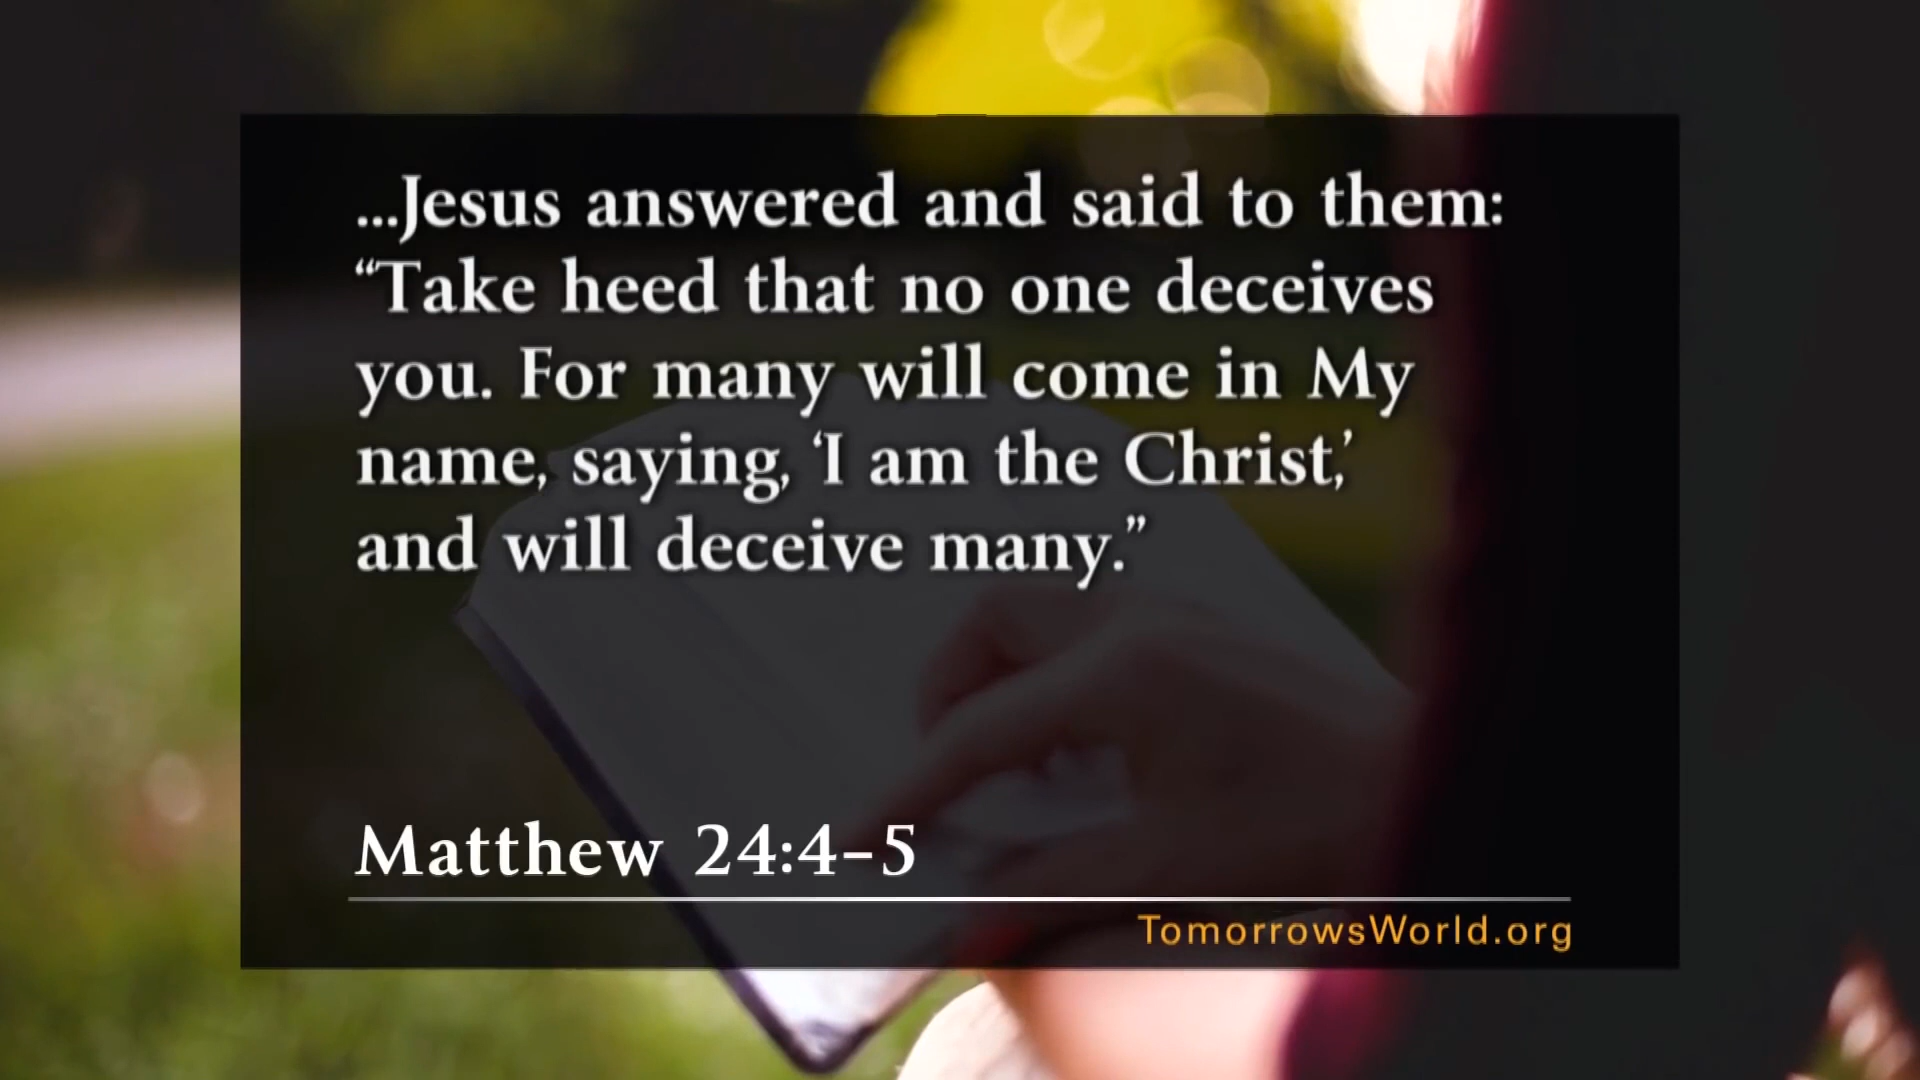 ...Jesus answered and said to them:
“Take heed that no one deceives
you. For many will come in My
name, saying, ‘I am the Christ,’
and will deceive many.”
Matthew 24:4–5
TomorrowsWorld.org